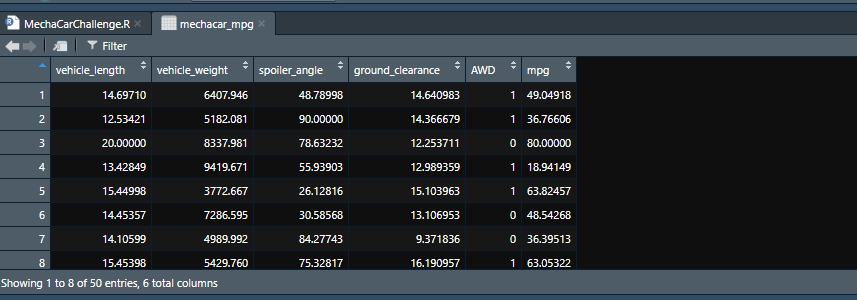 MechaCarChallenge.R mechacar_mpg
Filter
vehicle_length vehicle_weight spoiler_angle ground_clearance AWD mpg
1 14.69710 6407.946 48.78998 14.640983 1 49.04918
2 12.53421 5182.081 90.00000 14.366679 1 36.76606
3 20.00000 8337.981 78.63232 12.253711 0 80.00000
4 13.42849 9419.671 55.93903 12.989359 1 18.94149
5 15.44998 3772.667 26.12816 15.103963 1 63.82457
6 14.45357 7286.595 30.58568 13.106953 0 48.54268
7 14.10599 4989.992 84.27743 9.371836 0 36.39513
8 15.45398 5429.760 75.32817 16.190957 1 63.05322
Showing 1 to 8 of 50 entries, 6 total columns